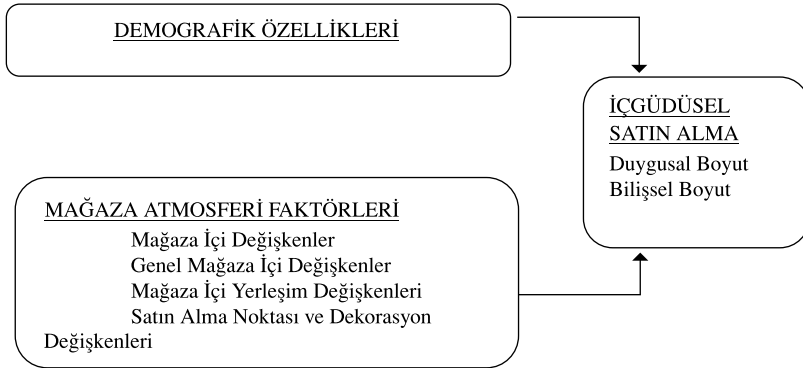 DEMOGRAFİK ÖZELLİKLERİ
İÇGÜDÜSEL
SATIN ALMA
Duygusal Boyut
Bilişsel Boyut
MAĞAZA ATMOSFERİ FAKTÖRLERİ
Mağaza İçi Değişkenler
Genel Mağaza İçi Değişkenler
Mağaza İçi Yerleşim Değişkenleri
Satın Alma Noktası ve Dekorasyon
Değişkenleri